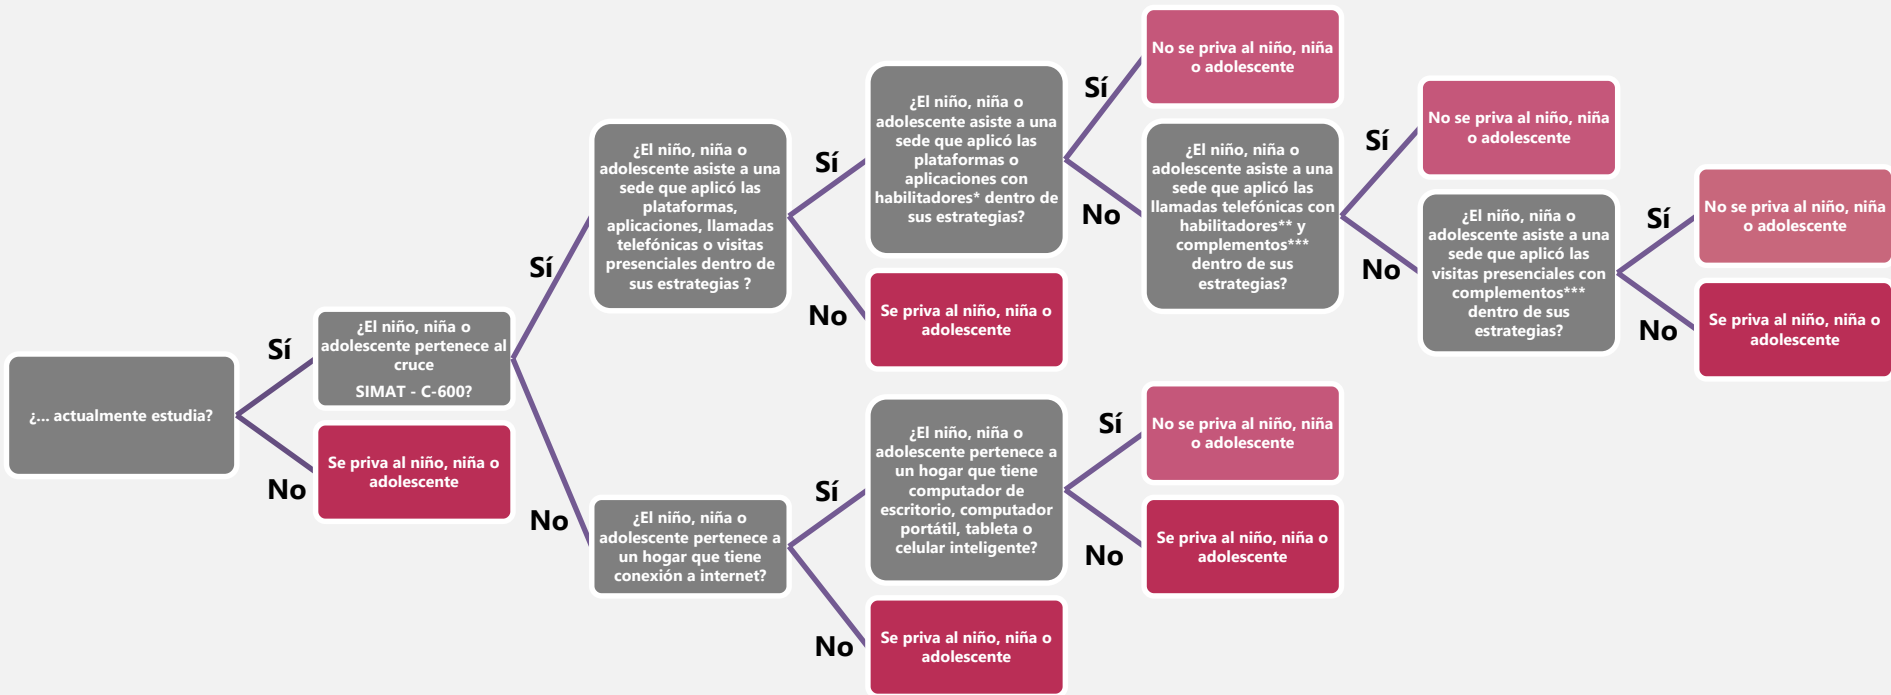 ¿... actualmente estudia?
Sí
No
¿El niño, niña o
adolescente pertenece al
cruce
SIMAT - C-600?
Se priva al niño, niña o
adolescente
Sí
No
¿El niño, niña o
adolescente asiste a una
sede que aplicó las
plataformas,
aplicaciones, llamadas
telefónicas o visitas
presenciales dentro de
sus estrategias ?
¿El niño, niña o
adolescente pertenece a
un hogar que tiene
conexión a internet?
Sí
No
Sí
No
¿El niño, niña o
adolescente asiste a una
sede que aplicó las
plataformas o
aplicaciones con
habilitadores* dentro de
sus estrategias?
Se priva al niño, niña o
adolescente
¿El niño, niña o
adolescente pertenece a
un hogar que tiene
computador de
escritorio, computador
portátil, tableta o
celular inteligente?
Se priva al niño, niña o
adolescente
Sí
No
Sí
No
No se priva al niño, niña
o adolescente
¿El niño, niña o
adolescente asiste a una
sede que aplicó las
llamadas telefónicas con
habilitadores** y
complementos***
dentro de sus
estrategias?
No se priva al niño, niña
o adolescente
Se priva al niño, niña o
adolescente
Sí
No
No se priva al niño, niña
o adolescente
¿El niño, niña o
adolescente asiste a una
sede que aplicó las
visitas presenciales con
complementos***
dentro de sus
estrategias?
Sí
No
No se priva al niño, niña
o adolescente
Se priva al niño, niña o
adolescente